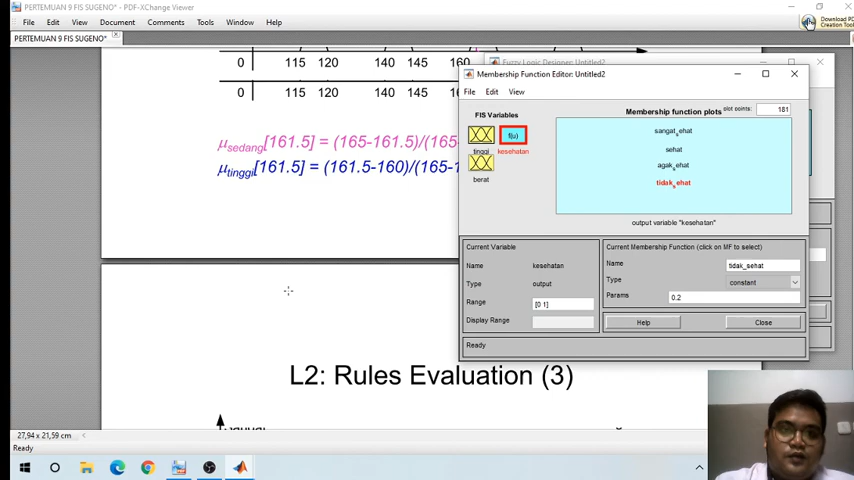 PERTEMUAN 9 FIS SUGENO* - PDF-XChange Viewer
File Edit View Document Comments Tools Window Help
Download PDF
Creation Tools
PERTEMUAN 9 FIS SUGENO*
0 115 120 140 145 160
0 115 120 140 145 160
μsedang[161.5] = (165-161.5)/(165-
μtinggi[161.5] = (161.5-160)/(165-1
L2: Rules Evaluation (3)
27,94 x 21,59 cm
Ready
Fuzzy Logic Designer: Untitled2
Membership Function Editor: Untitled2
File Edit View
FIS Variables
f(u)
tinggi
kesehatan
berat
Membership function plots
plot points:
181
sangat_sehat
sehat
agak_sehat
tidak_sehat
output variable "kesehatan"
Current Variable
Name kesehatan
Type output
Range [0 1]
Display Range
Current Membership Function (click on MF to select)
Name tidak_sehat
Type constant
Params 0.2
Help Close
Ready